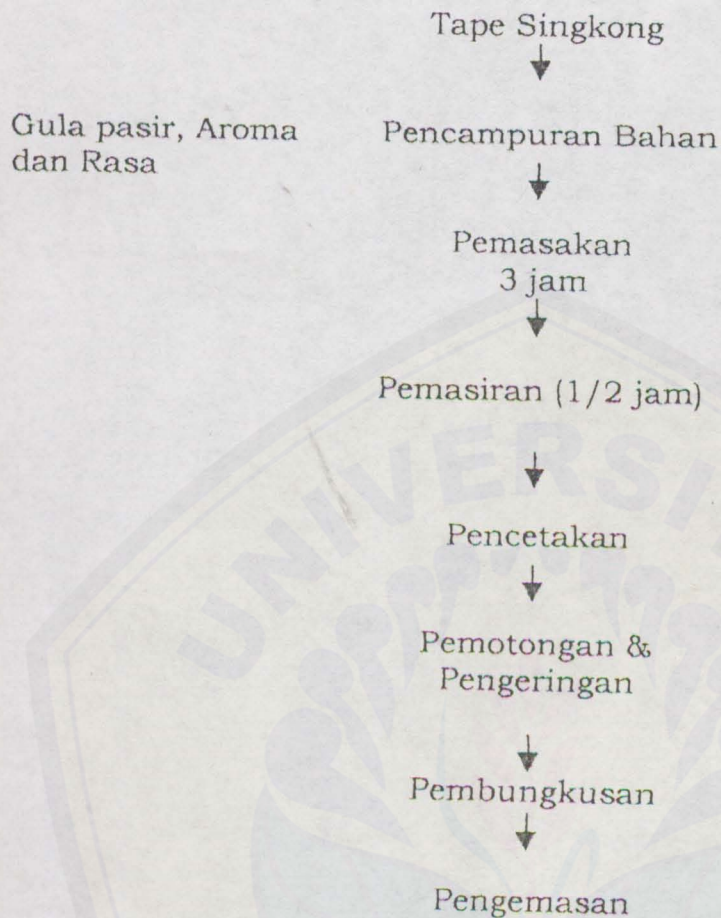 Tape Singkong
Gula pasir, Aroma
dan Rasa
Pencampuran Bahan
Pemasakan
3 jam
Pemasiran (1/2 jam)
Pencetakan
Pemotongan &
Pengeringan
Pembungkusan
Pengemasan
UNIVERSI